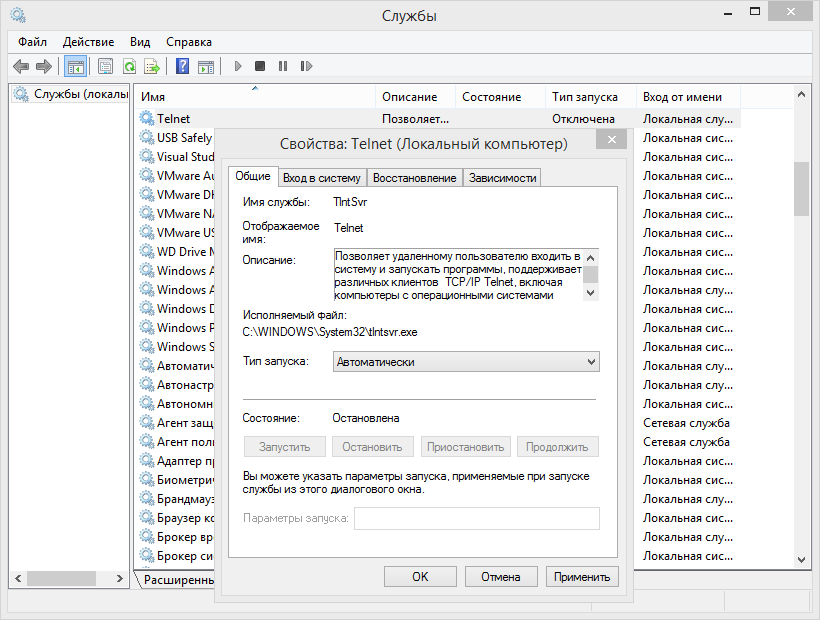 Службы
Файл Действие Вид Справка
Службы (локалы
Имя Описание Состояние Тип запуска Вход от имени
Telnet Позволяет... Отключена Локальная слу...
USB Safely Локальная сис...
Visual Stud Локальная сис...
VMware Au Локальная сис...
VMware DH Локальная сис...
VMware NA Локальная сис...
VMware US Локальная сис...
WD Drive M Локальная сис...
Windows A Локальная сис...
Windows A Локальная слу...
Windows D Локальная слу...
Windows P Локальная сис...
Windows S Локальная сис...
Автоматич Локальная слу...
Автонастр Локальная слу...
Автономн Локальная сис...
Агент защ Сетевая служба
Агент поли Сетевая служба
Адаптер пр Локальная сис...
Биометрич Локальная сис...
Брандмауэ Локальная слу...
Браузер ко Локальная сис...
Брокер вр Локальная слу...
Брокер си Локальная сис...
Расширенны
Свойства: Telnet (Локальный компьютер)
Общие Вход в систему Восстановление Зависимости
Имя службы: TlntSvr
Отображаемое имя: Telnet
Описание: Позволяет удаленному пользователю входить в
систему и запускать программы, поддерживает
различных клиентов TCP/IP Telnet, включая
компьютеры с операционными системами
Исполняемый файл:
C:\WINDOWS\System32\tlntsvr.exe
Тип запуска: Автоматически
Состояние: Остановлена
Запустить Остановить Приостановить Продолжить
Вы можете указать параметры запуска, применяемые при запуске
службы из этого диалогового окна.
Параметры запуска:
OK Отмена Применить